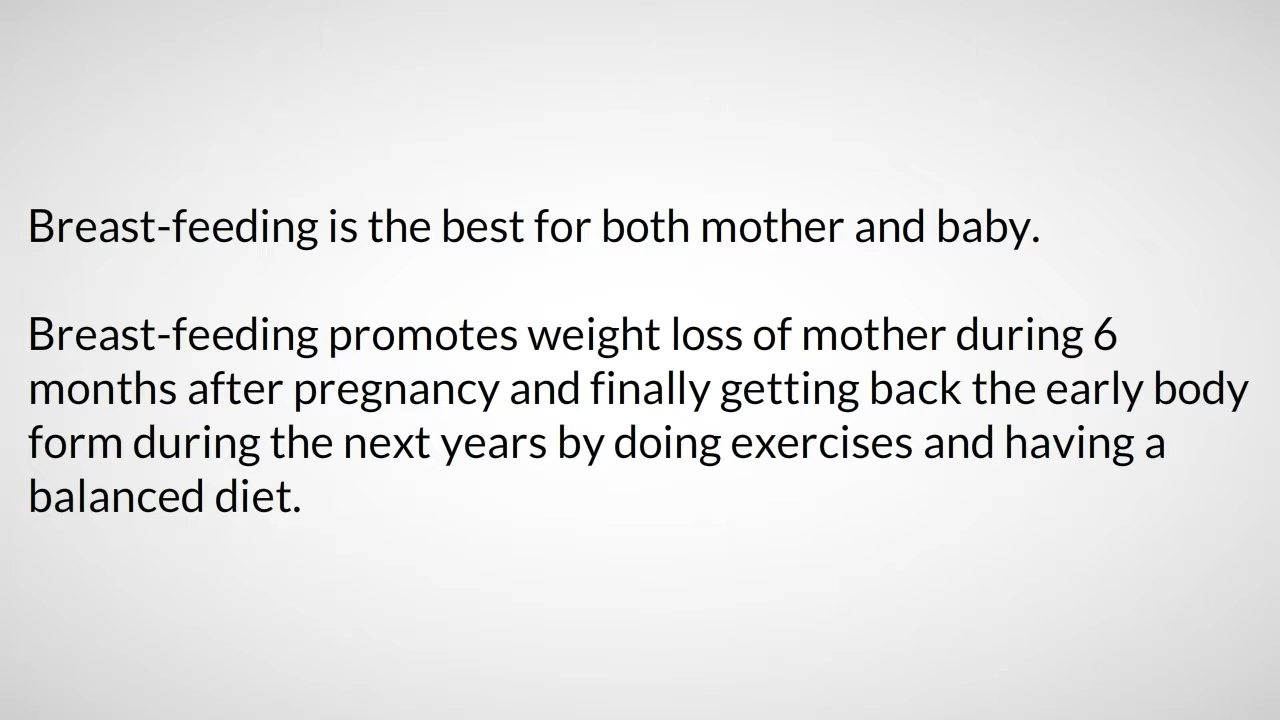 Breast-feeding is the best for both mother and baby.
Breast-feeding promotes weight loss of mother during 6
months after pregnancy and finally getting back the early body
form during the next years by doing exercises and having a
balanced diet.